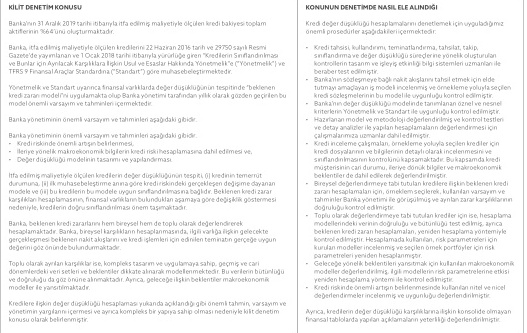 KİLİT DENETİM KONUSU
Banka'nın 31 Aralık 2019 tarihi itibarıyla itfa edilmiş maliyetiyle ölçülen kredi bakiyesi toplam
aktiflerinin %64'ünü oluşturmaktadır.
Banka, itfa edilmiş maliyetiyle ölçülen kredilerini 22 Haziran 2016 tarih ve 29750 sayılı Resmi
Gazete'de yayımlanan ve 1 Ocak 2018 tarihi itibarıyla yürürlüğe giren "Kredilerin Sınıflandırılması
ve Bunlar için Ayrılacak Karşılıklara İlişkin Usul ve Esaslar Hakkında Yönetmelik"e ("Yönetmelik") ve
TFRS 9 Finansal Araçlar Standardına ("Standart") göre muhasebeleştirmektedir.
Yönetmelik ve Standart uyarınca finansal varlıklarda değer düşüklüğünün tespitinde "beklenen
kredi zararı modeli"ni uygulamakta olup Banka yönetimi tarafından yıllık olarak gözden geçirilen bu
model önemli varsayım ve tahminleri içermektedir.
Banka yönetiminin önemli varsayım ve tahminleri aşağıdaki gibidir:
Banka yönetiminin önemli varsayım ve tahminleri aşağıdaki gibidir:
• Kredi riskinde önemli artışın belirlenmesi,
• İleriye yönelik makroekonomik bilgilerin kredi riski hesaplamasına dahil edilmesi ve,
• Değer düşüklüğü modelinin tasarımı ve yapılandırması.
İtfa edilmiş maliyetiyle ölçülen kredilerin değer düşüklüğünün tespiti, (i) kredinin temerrüt
durumuna, (ii) ilk muhasebeleştirme anına göre kredi riskindeki gerçekleşen değişime dayanan
modele ve (iii) bu kredilerin bu modele uygun sınıflandırılmasına bağlıdır. Beklenen kredi zarar
karşılıkları hesaplamasının, finansal varlıkların bulundukları aşamaya göre değişiklik göstermesi
nedeniyle, kredilerin doğru sınıflandırılması önem taşımaktadır.
Banka, beklenen kredi zararlarını hem bireysel hem de toplu olarak değerlendirerek
hesaplamaktadır. Banka, bireysel karşılıkların hesaplanmasında, ilgili varlığa ilişkin gelecekte
gerçekleşmesi beklenen nakit akışlarını ve kredi işlemleri için edinilen teminatın gerçeğe uygun
değerini göz önünde bulundurmaktadır.
Toplu olarak ayrılan karşılıklar ise, kompleks tasarım ve uygulamaya sahip, geçmiş ve cari
dönemlerdeki veri setleri ve beklentiler dikkate alınarak modellenmektedir. Bu verilerin bütünlüğü
ve doğruluğu da göz önüne alınmaktadır. Ayrıca, geleceğe ilişkin beklentiler makroekonomik
modeller ile yansıtılmaktadır.
Kredilere ilişkin değer düşüklüğü hesaplaması yukarıda açıklandığı gibi önemli tahmin, varsayım ve
yönetimin yargılarını içermesi ve ayrıca kompleks bir yapıya sahip olması nedeniyle kilit denetim
konusu olarak belirlenmiştir.
KONUNUN DENETİMDE NASIL ELE ALINDIĞI
Kredi değer düşüklüğü hesaplamalarını denetlemek için uyguladığımız
önemli prosedürler aşağıdakileri içermektedir:
• Kredi tahsisi, kullandırımı, teminatlandırma, tahsilat, takip,
sınıflandırma ve değer düşüklüğü süreçlerine yönelik oluşturulan
kontrollerin tasarım ve işleyiş etkinliği bilgi sistemleri uzmanları ile
beraber test edilmiştir.
• Banka'nın sözleşmeye bağlı nakit akışlarını tahsil etmek için elde
tutmayı amaçlayan iş modeli incelenmiş ve örnekleme yoluyla seçilen
kredi sözleşmelerinin bu model ile uygunluğu kontrol edilmiştir.
• Banka'nın değer düşüklüğü modelinde tanımlanan öznel ve nesnel
kriterlerin Yönetmelik ve Standart ile uygunluğu kontrol edilmiştir.
• Hazırlanan model ve metodoloji değerlendirilmiş ve kontrol testleri
ve detay analizler ile yapılan hesaplamaların değerlendirmesi için
çalışmalarımıza uzmanlar dahil edilmiştir.
• Kredi inceleme çalışmaları, örnekleme yoluyla seçilen krediler için
kredi dosyalarının ve bilgilerinin detaylı olarak incelenmesini ve
sınıflandırmasının kontrolünü kapsamaktadır. Bu kapsamda kredi
müşterisinin cari durumu, ileriye dönük bilgiler ve makroekonomik
beklentiler de dahil edilerek değerlendirilmiştir.
• Bireysel değerlendirmeye tabi tutulan kredilere ilişkin beklenen kredi
zararı hesaplamaları için, örneklem seçilerek, kullanılan varsayım ve
tahminler Banka yönetimi ile görüşülmüş ve ayrılan zarar karşılıklarının
doğruluğu kontrol edilmiştir.
• Toplu olarak değerlendirmeye tabi tutulan krediler için ise, hesaplama
modellerindeki verinin doğruluğu ve bütünlüğü test edilmiş, ayrıca
beklenen kredi zararı hesaplamaları, yeniden hesaplama yöntemiyle
kontrol edilmiştir. Hesaplamada kullanılan, risk parametreleri için
kurulan modeller incelenmiş ve seçilen örnek portföyler için risk
parametreleri yeniden hesaplanmıştır.
• Geleceğe yönelik beklentileri yansıtmak için kullanılan makroekonomik
modeller değerlendirilmiş, ilgili modellerin risk parametrelerine etkisi
yeniden hesaplama yöntemi ile kontrol edilmiştir.
• Kredi riskinde önemli artışın belirlenmesinde kullanılan nitel ve nicel
değerlendirmeler incelenmiş ve uygunluğu değerlendirilmiştir.
Ayrıca, kredilerin değer düşüklüğü karşılıklarına ilişkin konsolide olmayan
finansal tablolarda yapılan açıklamaların yeterliliği değerlendirilmiştir.